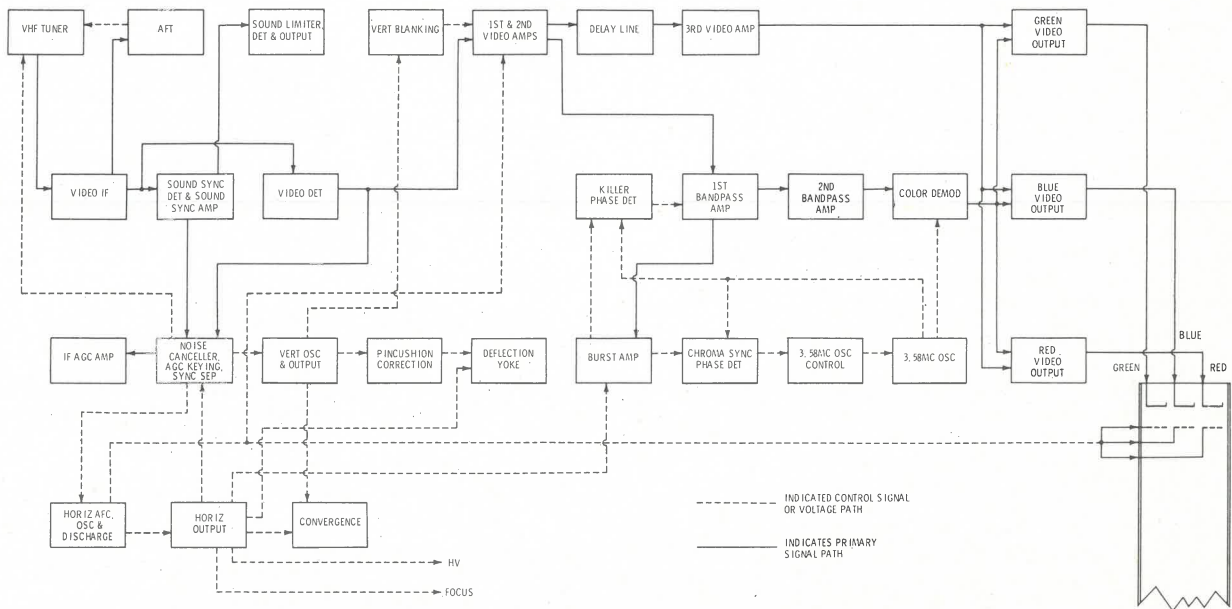 VHF TUNER
AFT
SOUND LIMITER,
DET & OUTPUT
VERT BLANKING
1ST & 2ND
VIDEO AMPS
DELAY LINE
3RD VIDEO AMP
GREEN
VIDEO
OUTPUT
VIDEO IF
SOUND SYNC
DET & SOUND
SYNC AMP
VIDEO DET
KILLER
PHASE DET
1ST
BANDPASS
AMP
2ND
BANDPASS
AMP
COLOR DEMOD
BLUE
VIDEO
OUTPUT
IF AGC AMP
NOISE
CANCELLER,
AGC KEYING,
SYNC SEP
VERT OSC
& OUTPUT
PINCUSHION
CORRECTION
DEFLECTION
YOKE
BURST AMP
CHROMA SYNC
PHASE DET
3.58MC OSC
CONTROL
3.58MC OSC
RED
VIDEO
OUTPUT
BLUE
GREEN
RED
HORIZ AFC,
OSC &
DISCHARGE
HORIZ
OUTPUT
CONVERGENCE
HV
FOCUS
INDICATED CONTROL SIGNAL
OR VOLTAGE PATH
INDICATES PRIMARY
SIGNAL PATH